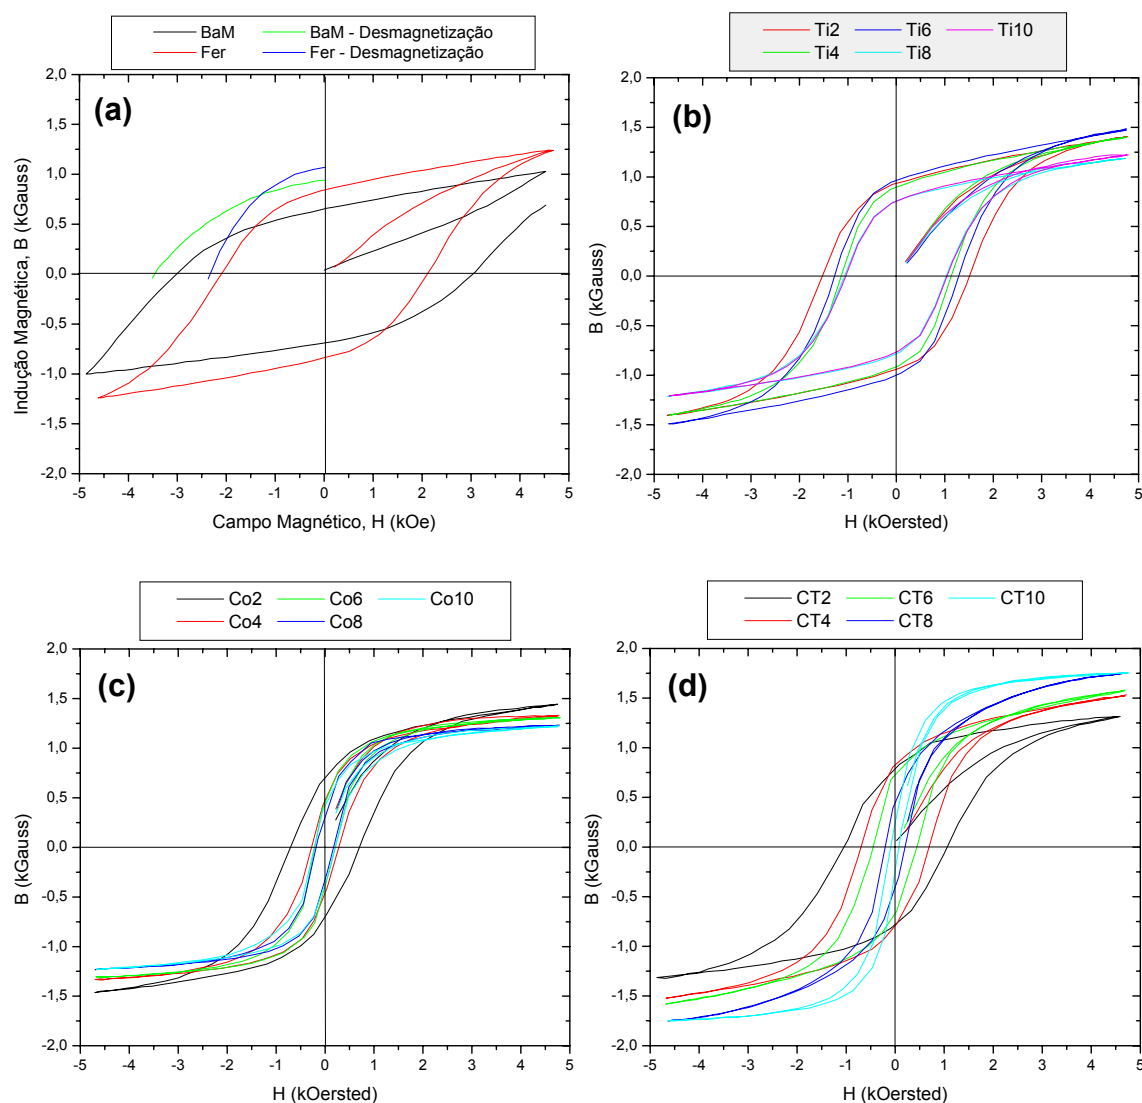 BaM BaM - Desmagnetização
Fer Fer - Desmagnetização
(a)
2,0
1,5
1,0
0,5
0,0
-0,5
-1,0
-1,5
-2,0
Indução Magnética, B (kGauss)
-5 -4 -3 -2 -1 0 1 2 3 4 5
Campo Magnético, H (kOe)
Ti2 Ti6 Ti10
Ti4 Ti8
(b)
2,0
1,5
1,0
0,5
0,0
-0,5
-1,0
-1,5
-2,0
B (kGauss)
-5 -4 -3 -2 -1 0 1 2 3 4 5
H (kOersted)
Co2 Co6 Co10
Co4 Co8
(c)
2,0
1,5
1,0
0,5
0,0
-0,5
-1,0
-1,5
-2,0
B (kGauss)
-5 -4 -3 -2 -1 0 1 2 3 4 5
H (kOersted)
CT2 CT6 CT10
CT4 CT8
(d)
2,0
1,5
1,0
0,5
0,0
-0,5
-1,0
-1,5
-2,0
B (kGauss)
-5 -4 -3 -2 -1 0 1 2 3 4 5
H (kOersted)